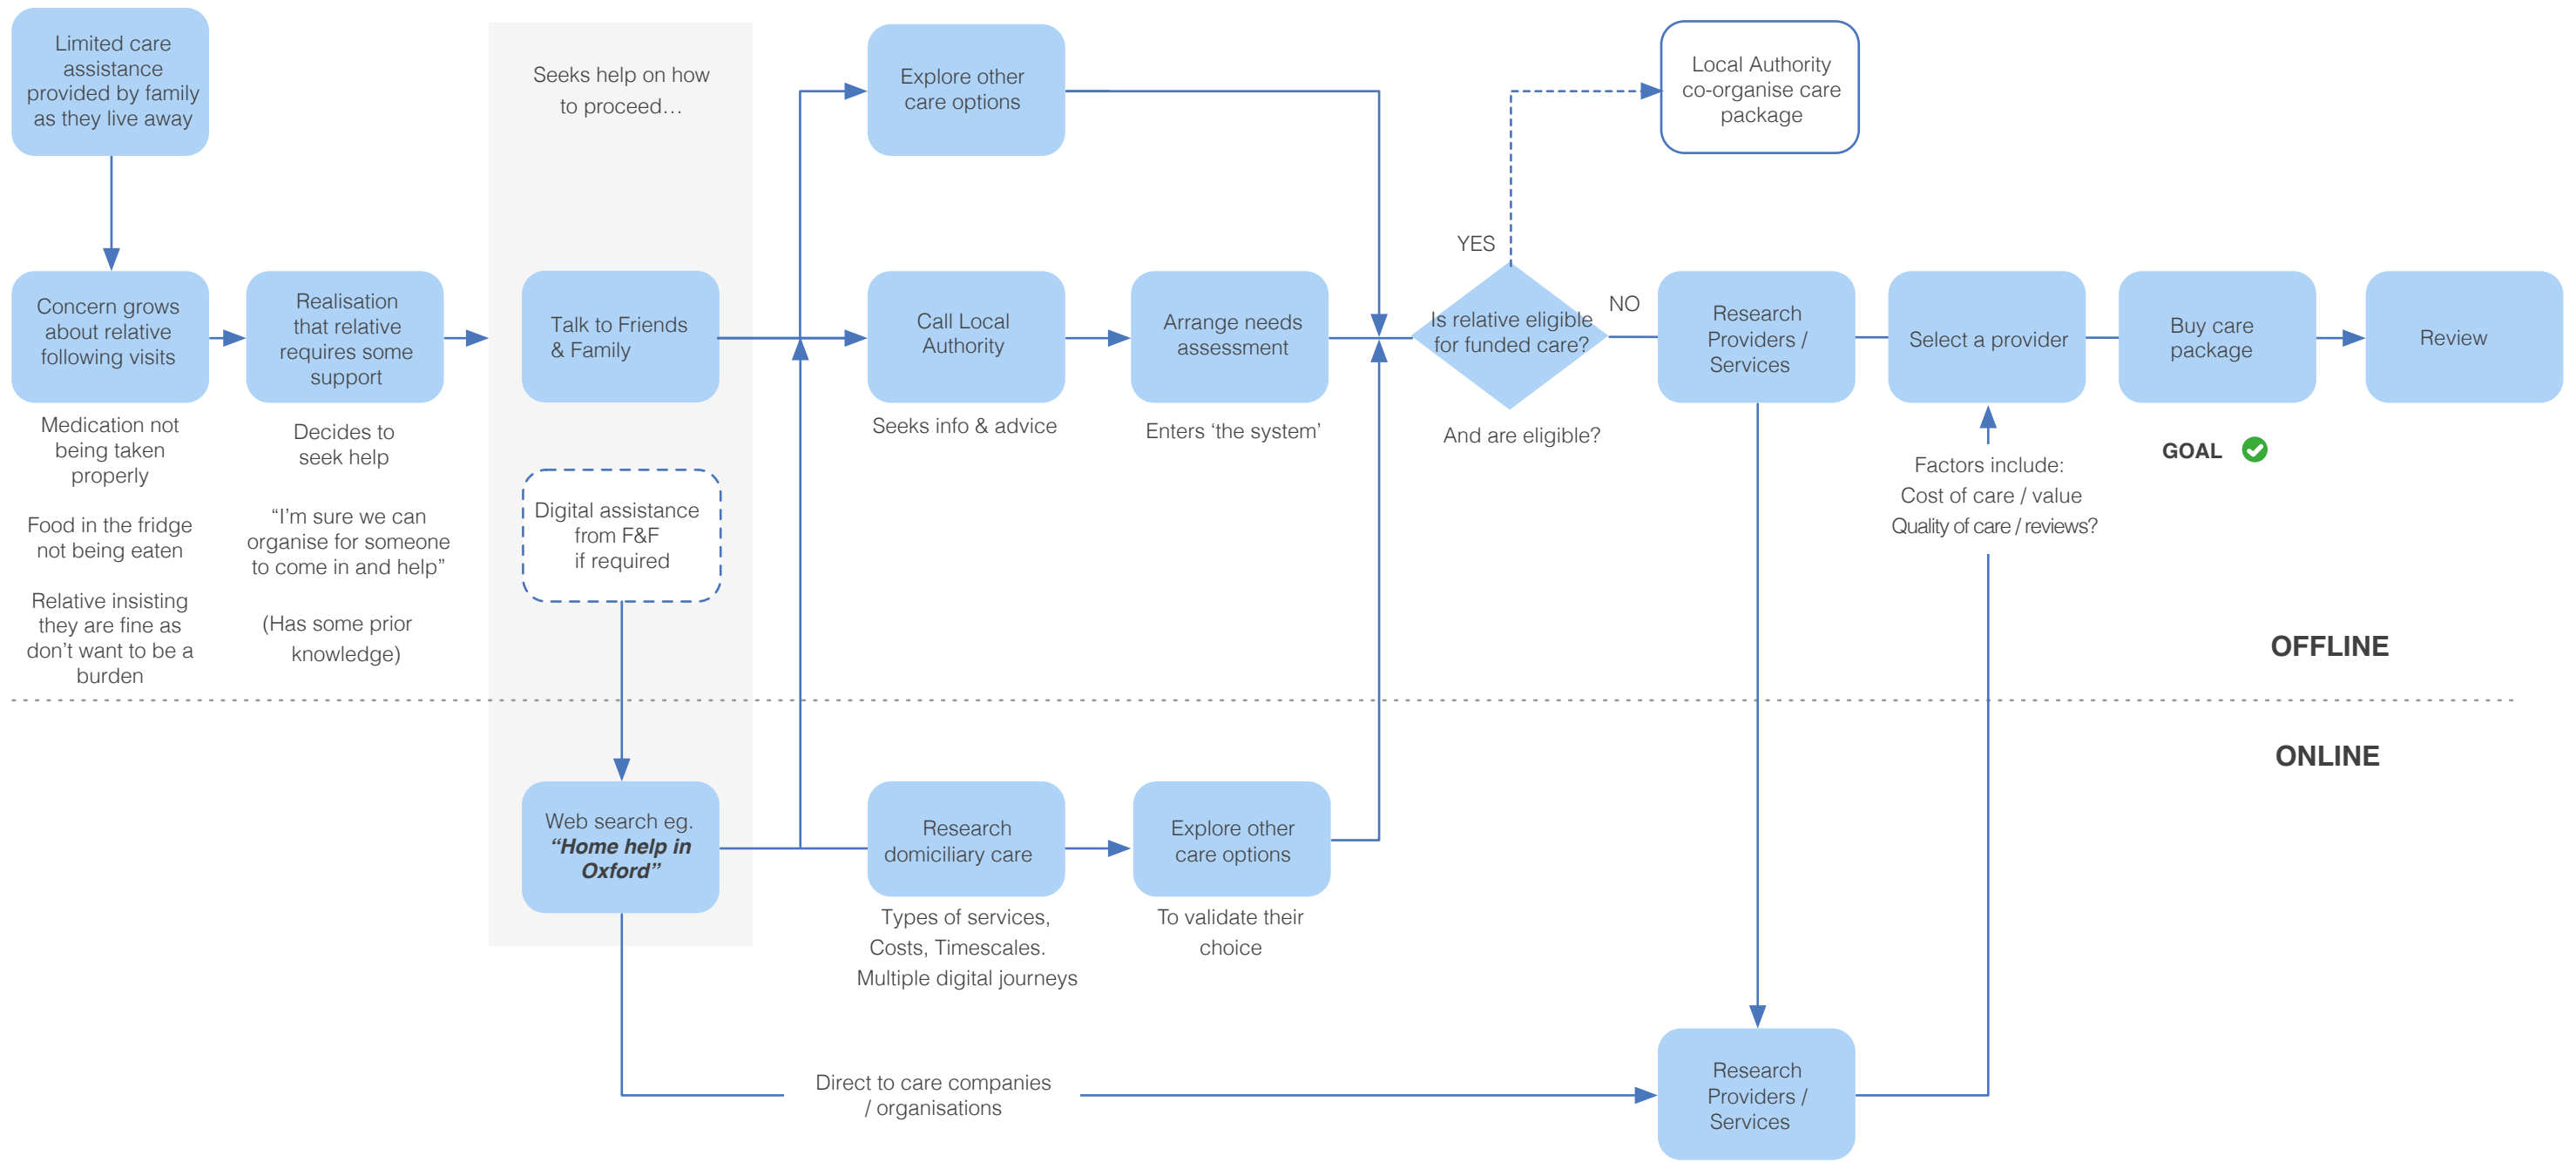 Limited care
assistance
provided by family
as they live away
Concern grows
about relative
following visits
Medication not
being taken
properly
Food in the fridge
not being eaten
Relative insisting
they are fine as
don’t want to be a
burden
Realisation
that relative
requires some
support
Decides to
seek help
“I’m sure we can
organise for someone
to come in and help”
(Has some prior
knowledge)
Seeks help on how
to proceed…
Talk to Friends
& Family
Digital assistance
from F&F
if required
Web search eg.
“Home help in
Oxford”
Explore other
care options
Call Local
Authority
Seeks info & advice
Arrange needs
assessment
Enters ‘the system’
Research
domiciliary care
Types of services,
Costs, Timescales.
Multiple digital journeys
Explore other
care options
To validate their
choice
Direct to care companies
/ organisations
YES
Is relative eligible
for funded care?
And are eligible?
NO
Local Authority
co-organise care
package
Research
Providers /
Services
Select a provider
Factors include:
Cost of care / value
Quality of care / reviews?
Buy care
package
GOAL
Review
OFFLINE
ONLINE
Research
Providers /
Services